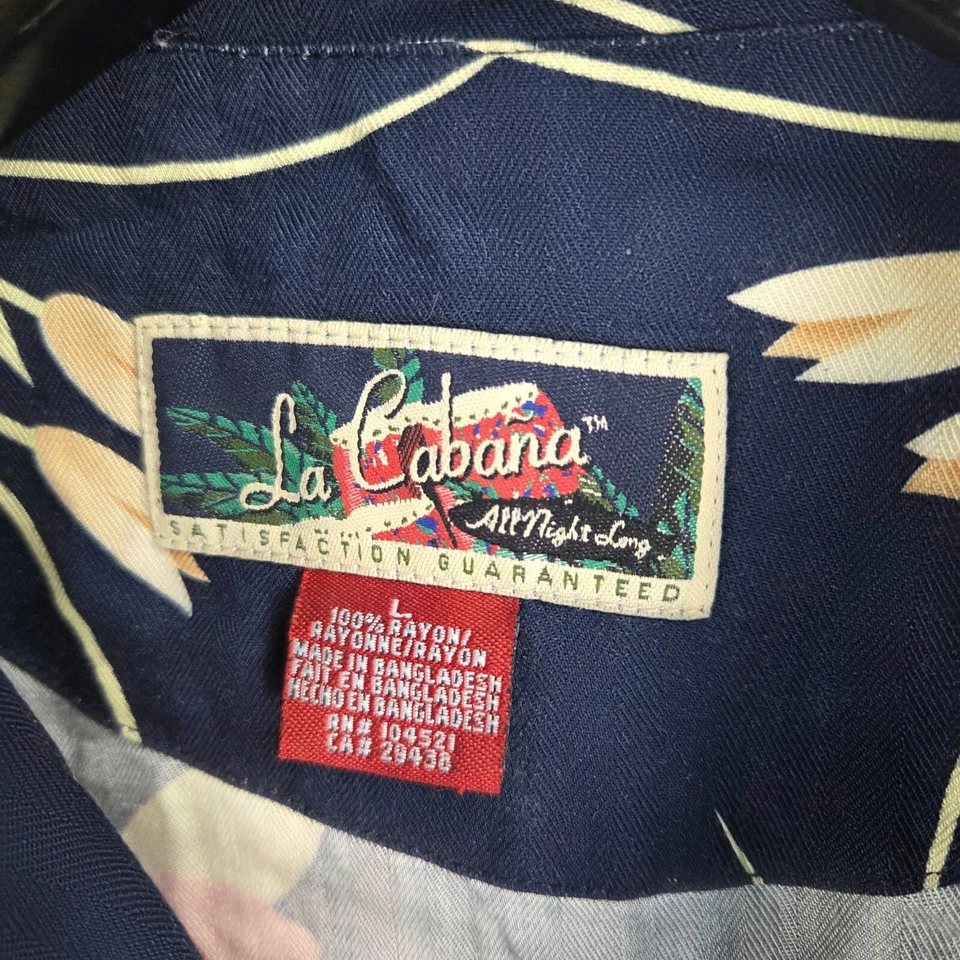 La Cabaña™
All Night Long
SATISFACTION GUARANTEED
L
100% RAYON/
RAYONNE/RAYON
MADE IN BANGLADESH
FAIT EN BANGLADESH
HECHO EN BANGLADESH
RN# 104521
CA# 29438